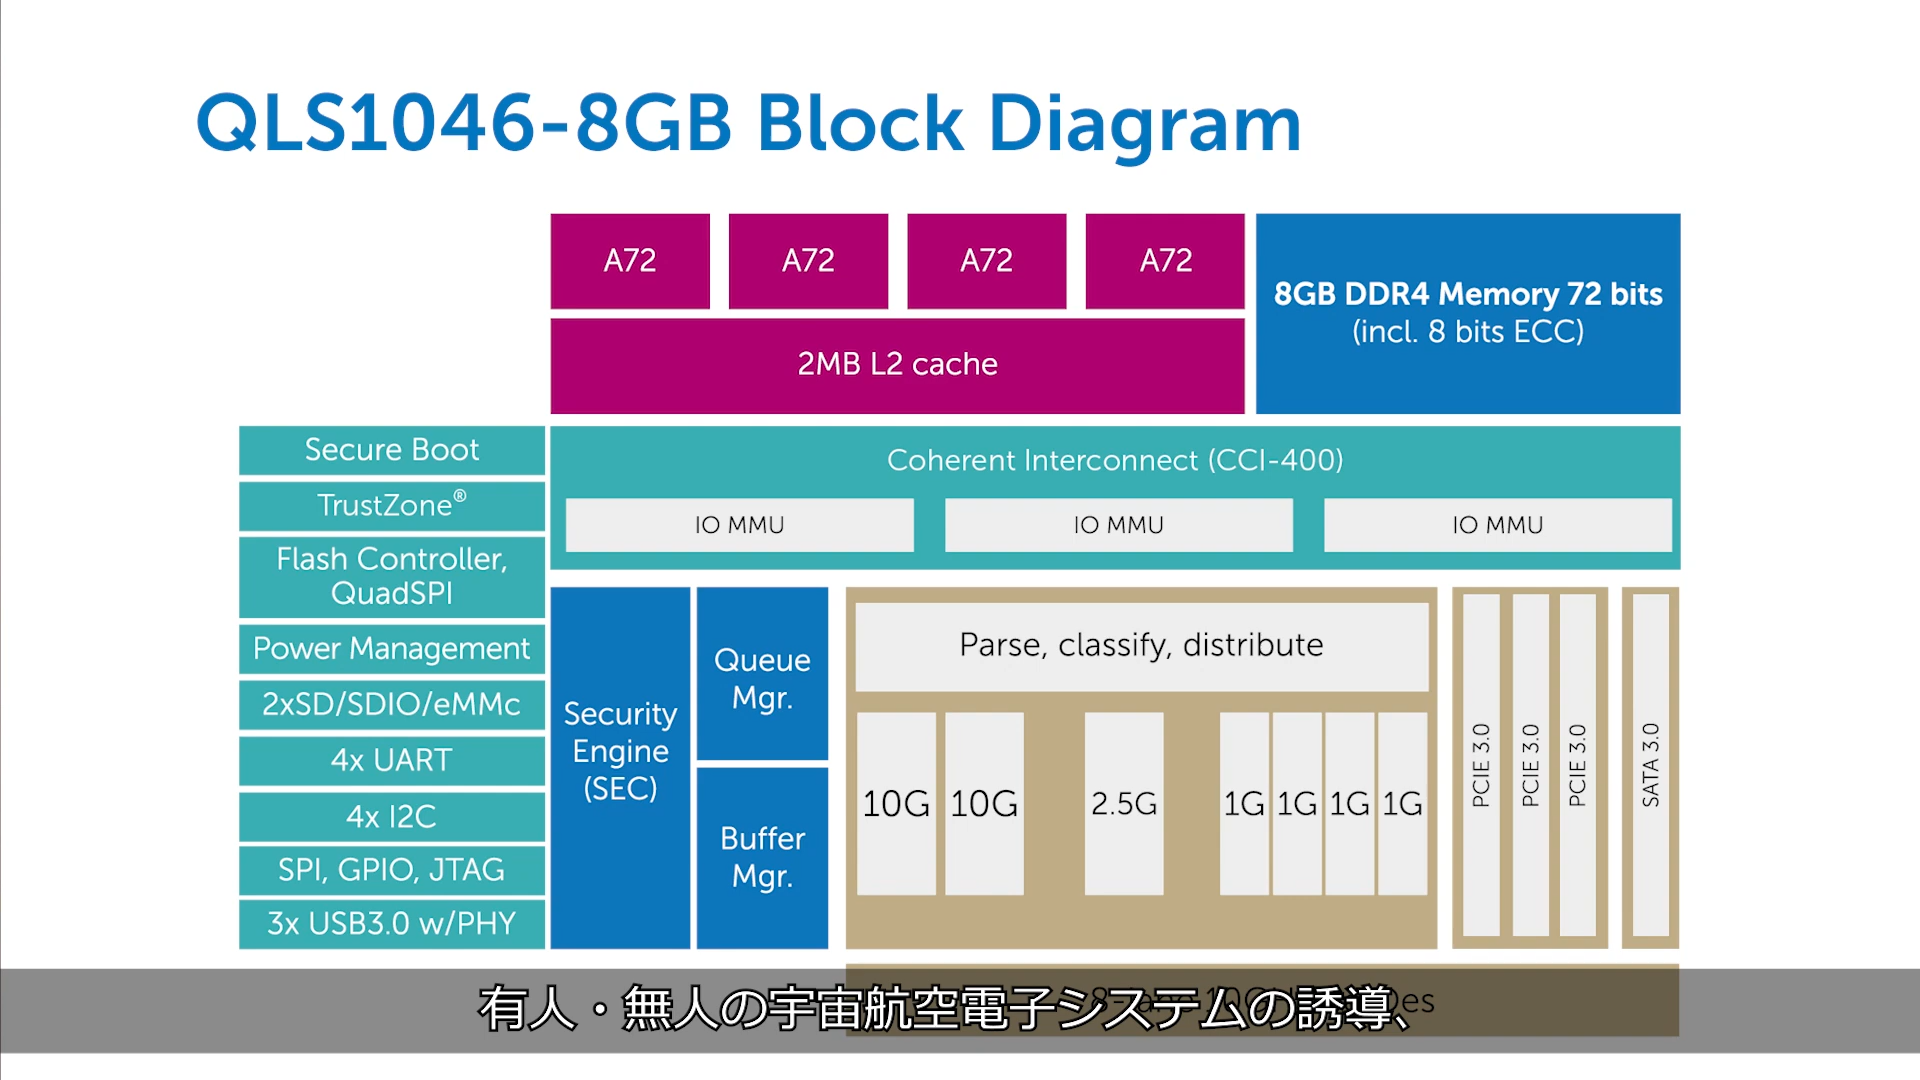 QLS1046-8GB Block Diagram
A72
A72
A72
A72
8GB DDR4 Memory 72 bits
(incl. 8 bits ECC)
2MB L2 cache
Secure Boot
TrustZone®
Flash Controller,
QuadSPI
Power Management
2xSD/SDIO/eMMc
4x UART
4x I2C
SPI, GPIO, JTAG
3x USB3.0 w/PHY
Coherent Interconnect (CCI-400)
IO MMU
IO MMU
IO MMU
Security
Engine
(SEC)
Queue
Mgr.
Buffer
Mgr.
Parse, classify, distribute
10G
10G
2.5G
1G
1G
1G
1G
PCIE 3.0
PCIE 3.0
PCIE 3.0
SATA 3.0
有人・無人の宇宙航空電子システムの誘導、